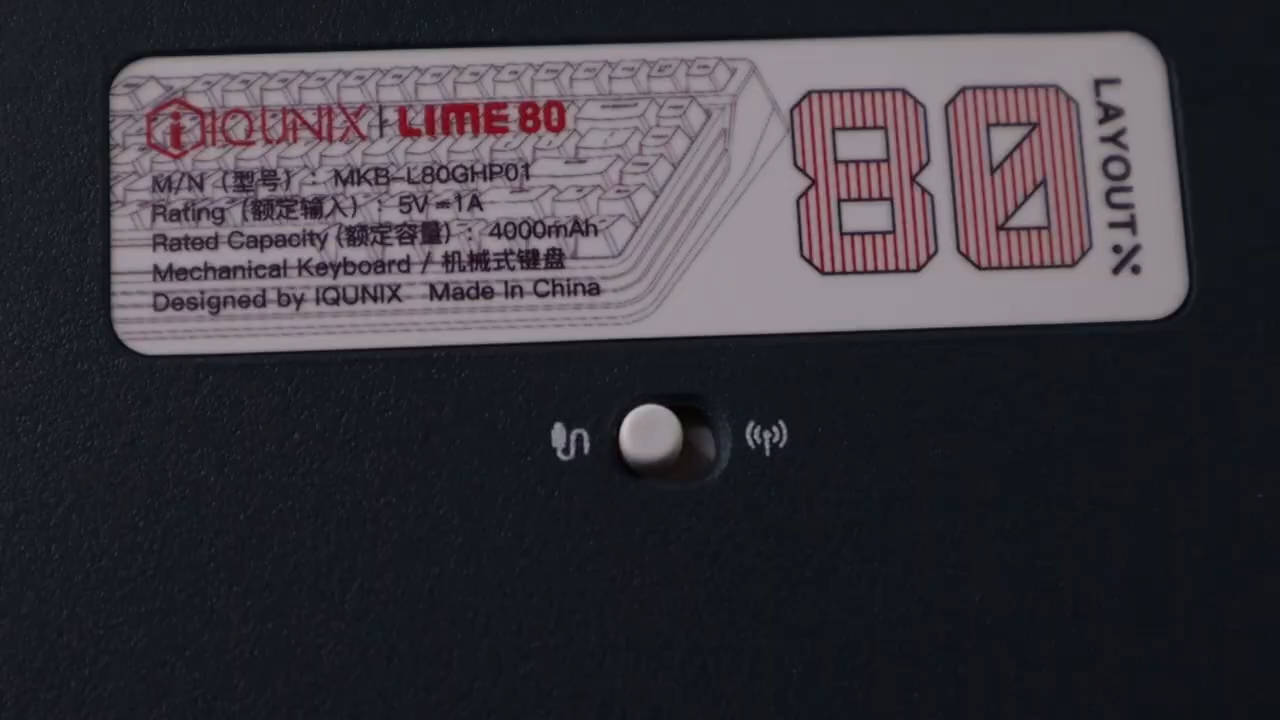 IQUNIX | LIME 80
M/N（型号）: MKB-L80GHP01
Rating（额定输入）: 5V⎓1A
Rated Capacity (额定容量）: 4000mAh
Mechanical Keyboard / 机械式键盘
Designed by IQUNIX Made In China
80
LAYOUT